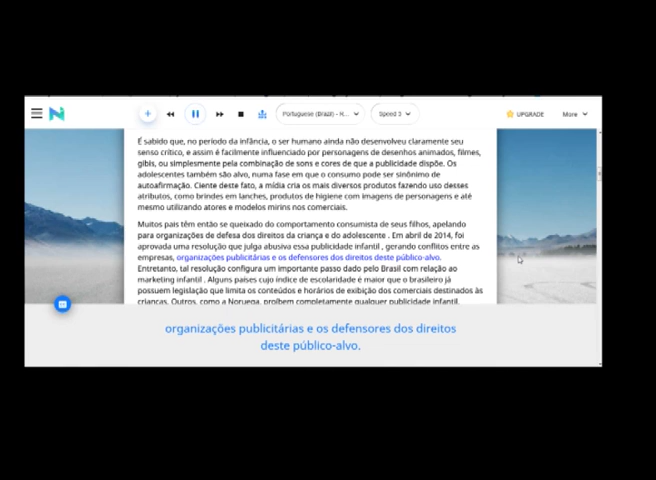 Portuguese (Brazil) - H...
Speed 3
UPGRADE
More
É sabido que, no período da infância, o ser humano ainda não desenvolveu claramente seu
senso crítico, e assim é facilmente influenciado por personagens de desenhos animados, filmes,
gibis, ou simplesmente pela combinação de sons e cores de que a publicidade dispõe. Os
adolescentes também são alvo, numa fase em que o consumo pode ser sinônimo de
autoafirmação. Ciente deste fato, a mídia cria os mais diversos produtos fazendo uso desses
atributos, como brindes em lanches, produtos de higiene com imagens de personagens e até
mesmo utilizando atores e modelos mirins nos comerciais.
Muitos pais têm então se queixado do comportamento consumista de seus filhos, apelando
para organizações de defesa dos direitos da criança e do adolescente . Em abril de 2014, foi
aprovada uma resolução que julga abusiva essa publicidade infantil , gerando conflitos entre as
empresas, organizações publicitárias e os defensores dos direitos deste público-alvo.
Entretanto, tal resolução configura um importante passo dado pelo Brasil com relação ao
marketing infantil . Alguns países cujo índice de escolaridade é maior que o brasileiro já
possuem legislação que limita os conteúdos e horários de exibição dos comerciais destinados às
crianças. Outros, como a Noruega, proíbem completamente qualquer publicidade infantil.
organizações publicitárias e os defensores dos direitos
deste público-alvo.